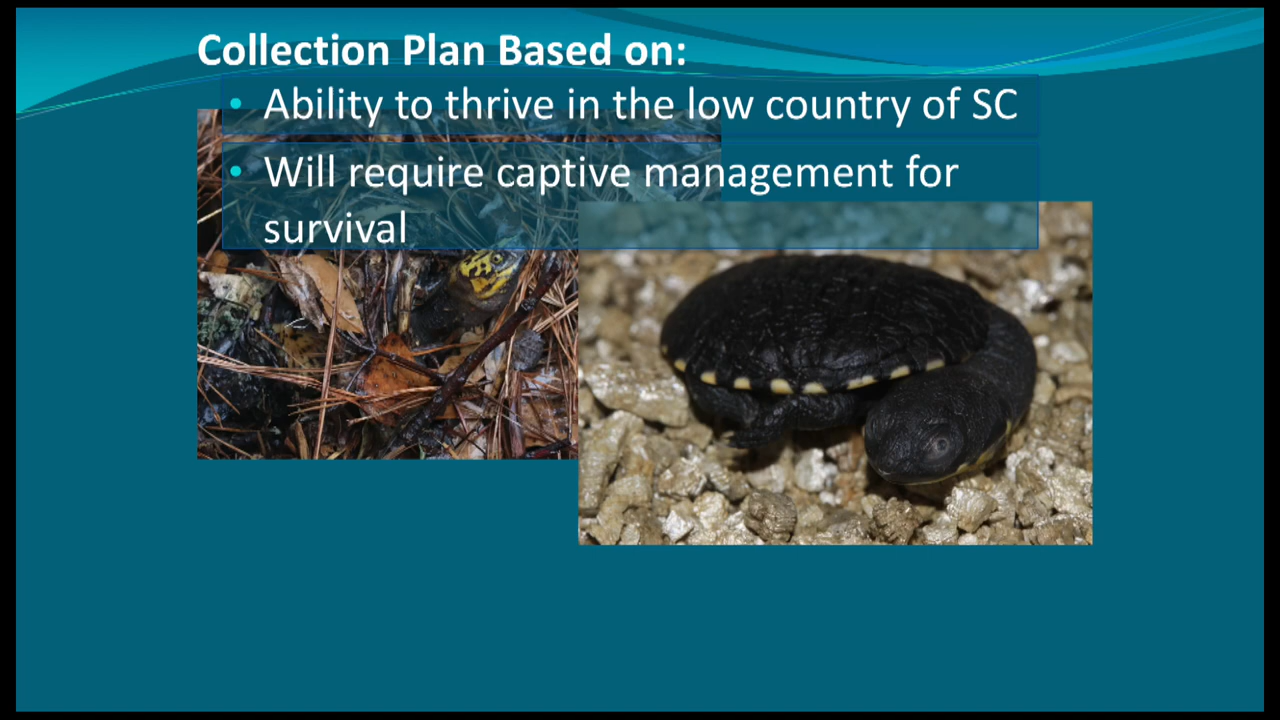 Collection Plan Based on:
• Ability to thrive in the low country of SC
• Will require captive management for
survival